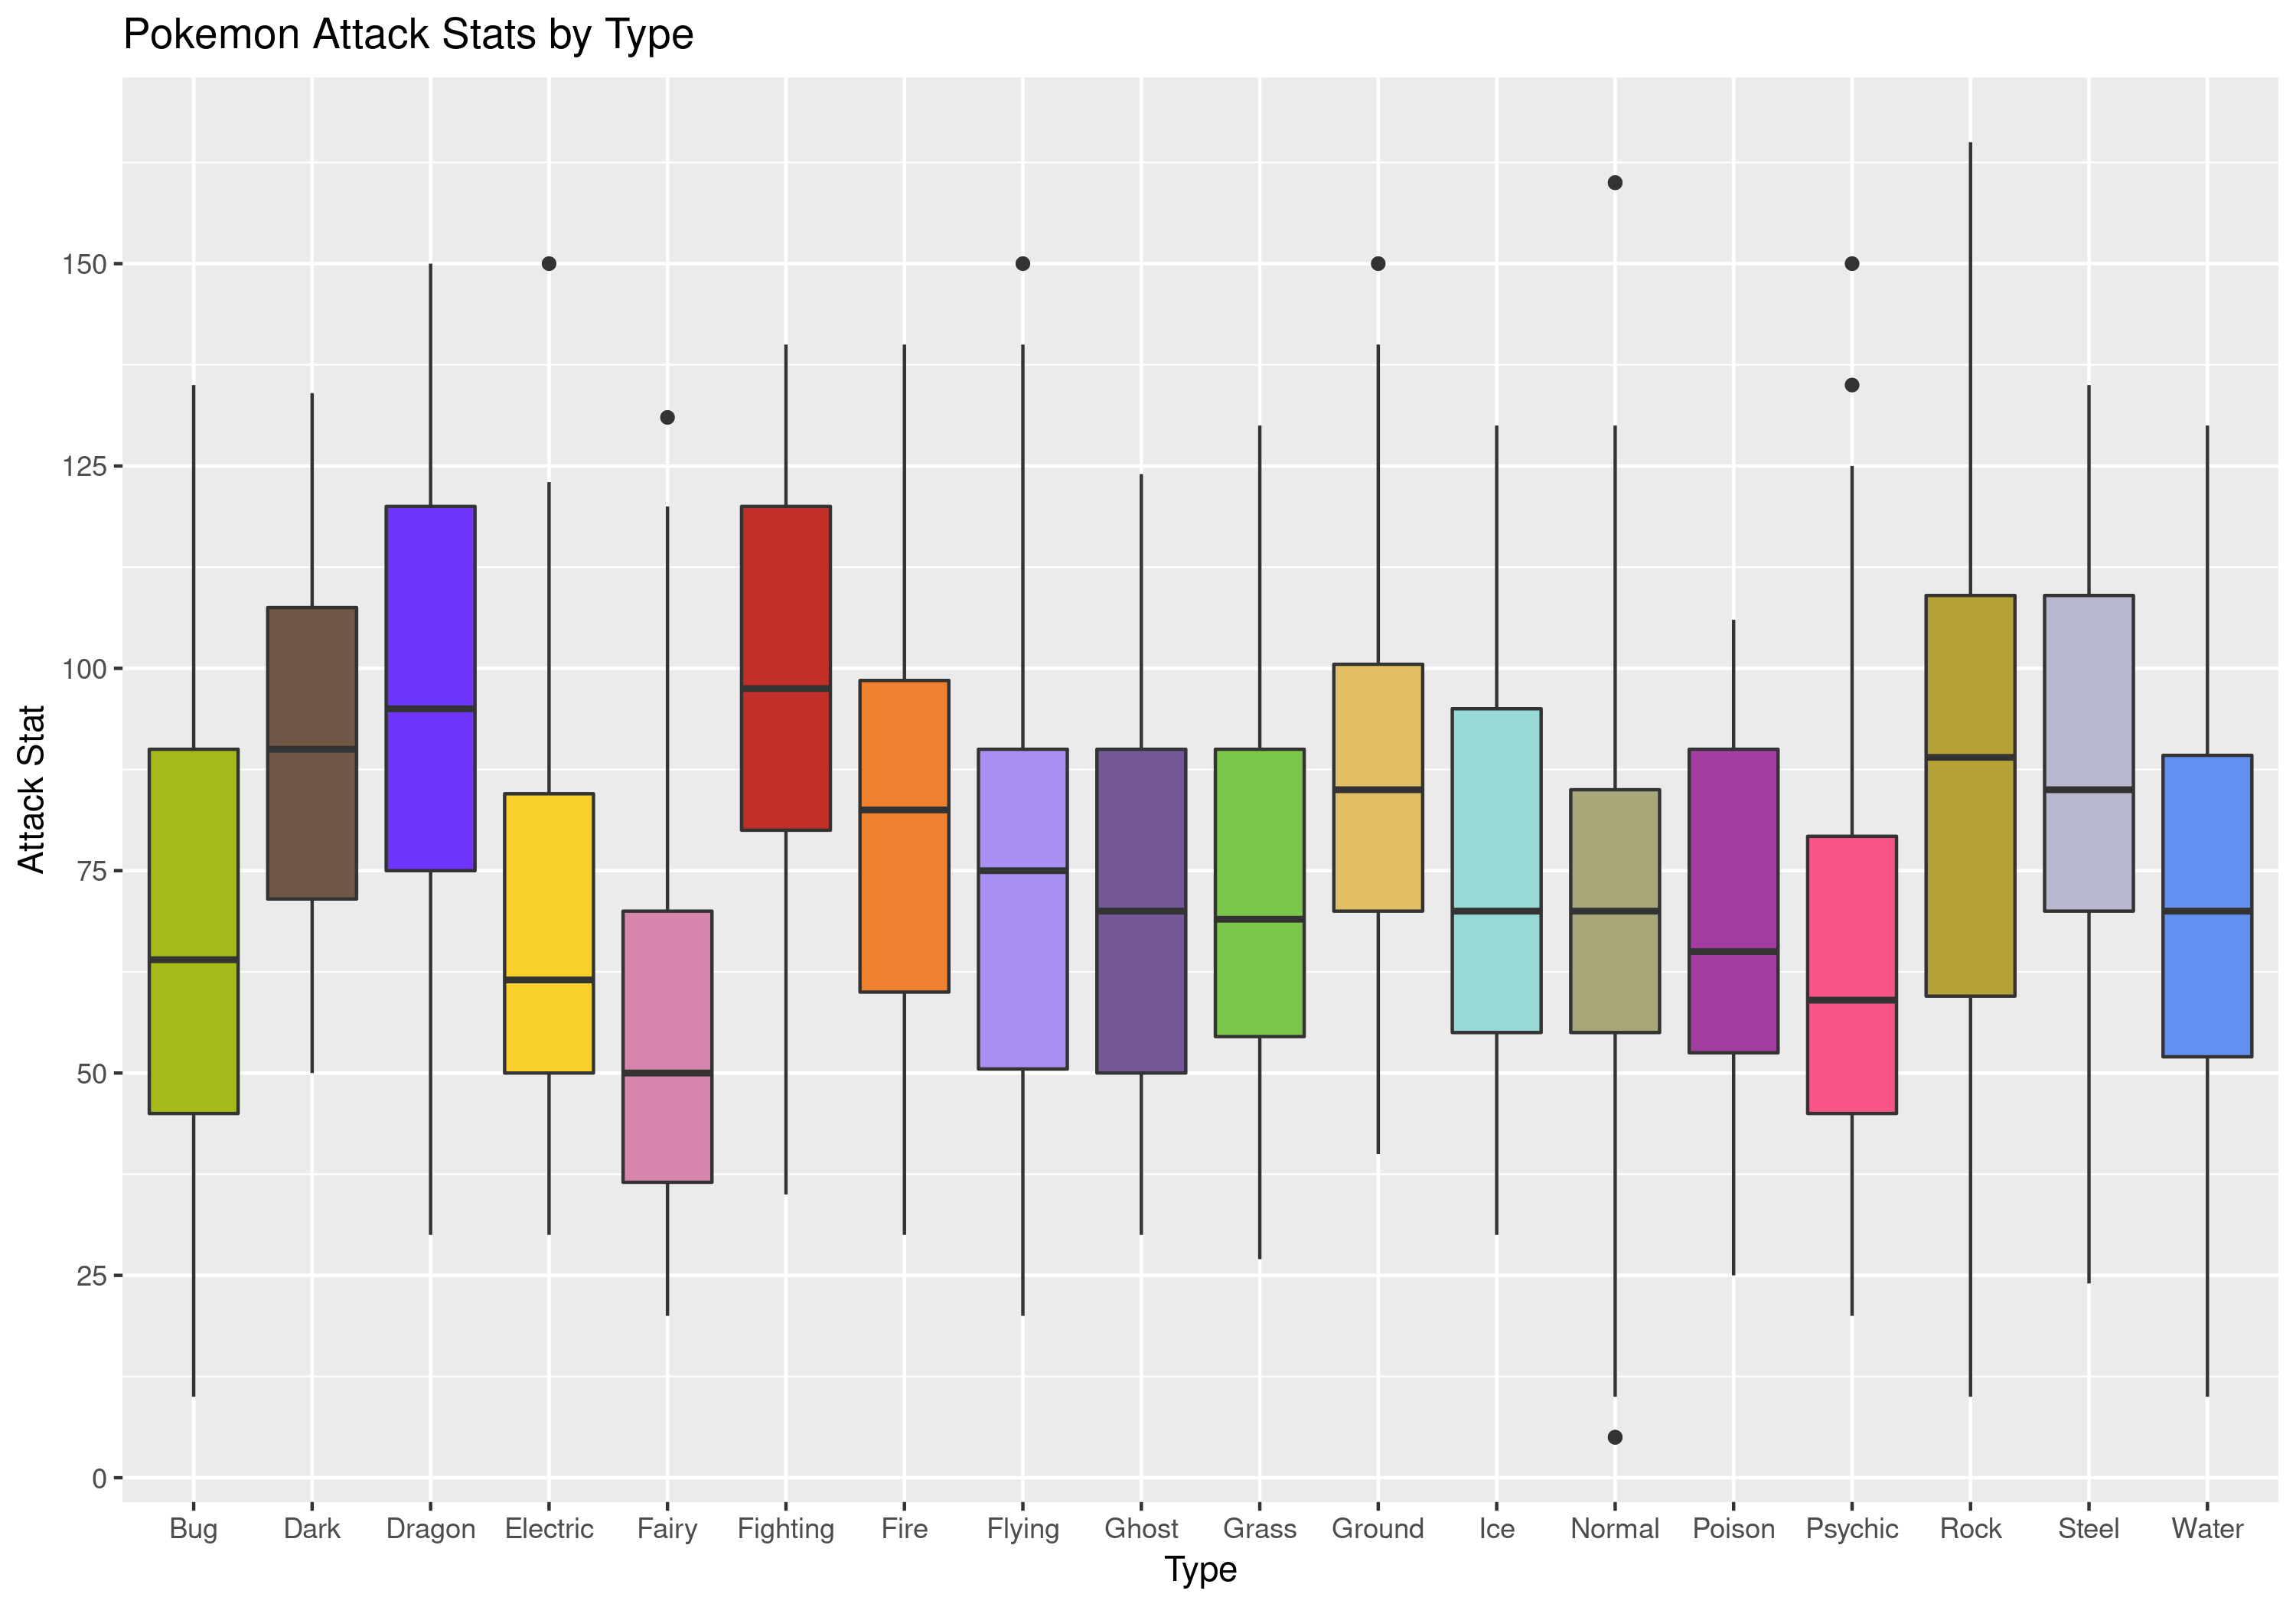 Pokemon Attack Stats by Type
Attack Stat
150
125
100
75
50
25
0
Bug Dark Dragon Electric Fairy Fighting Fire Flying Ghost Grass Ground Ice Normal Poison Psychic Rock Steel Water
Type